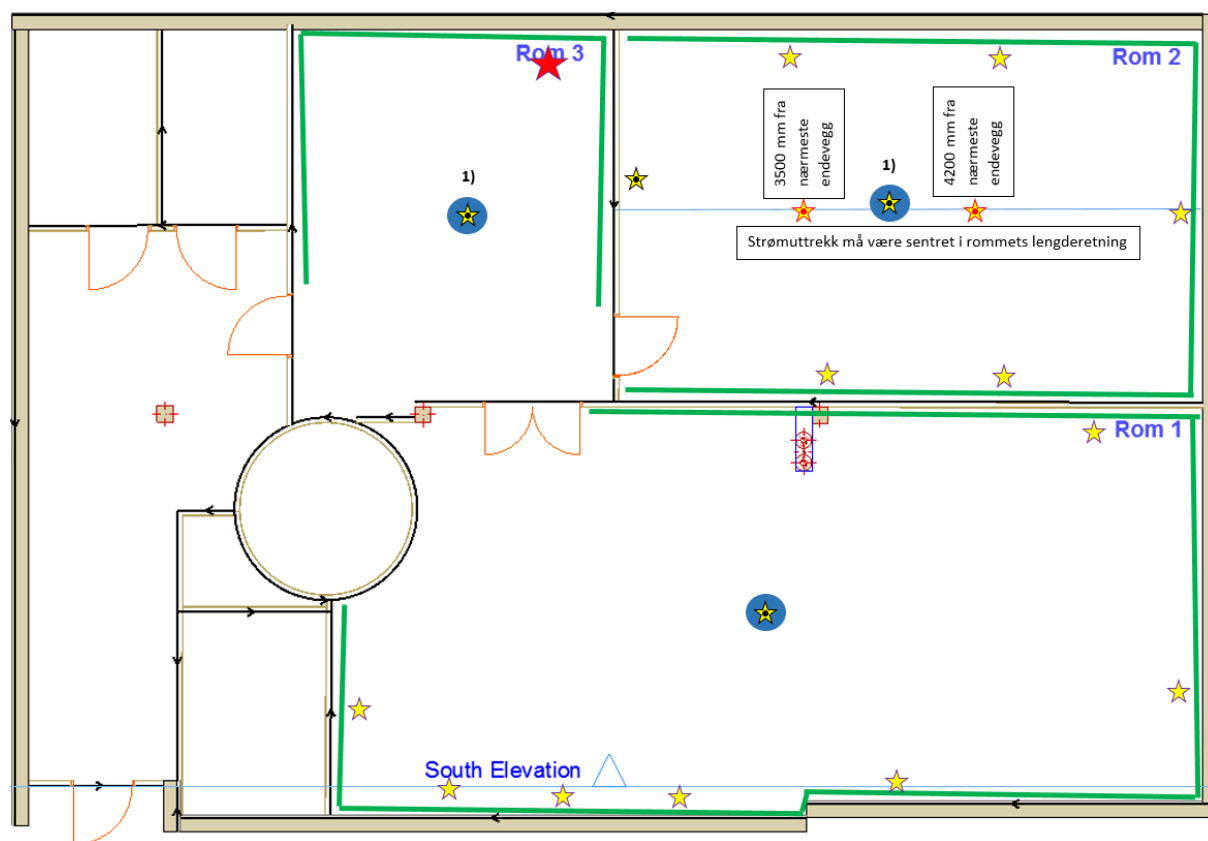 Rom 3
Rom 2
3500 mm fra
nærmeste
endevegg
4200 mm fra
nærmeste
endevegg
1)
1)
Strømuttrekk må være sentret i rommets lengderetning
Rom 1
South Elevation